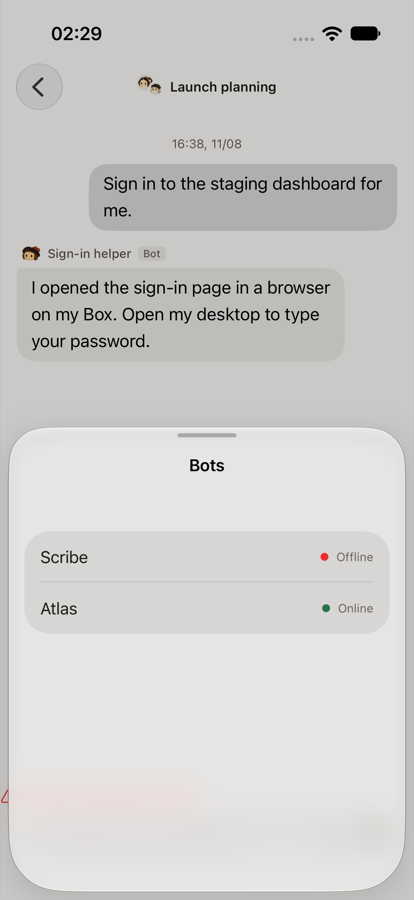 02:29
Launch planning
16:38, 11/08
Sign in to the staging dashboard for
me.
Sign-in helper Bot
I opened the sign-in page in a browser
on my Box. Open my desktop to type
your password.
Bots
Scribe Offline
Atlas Online